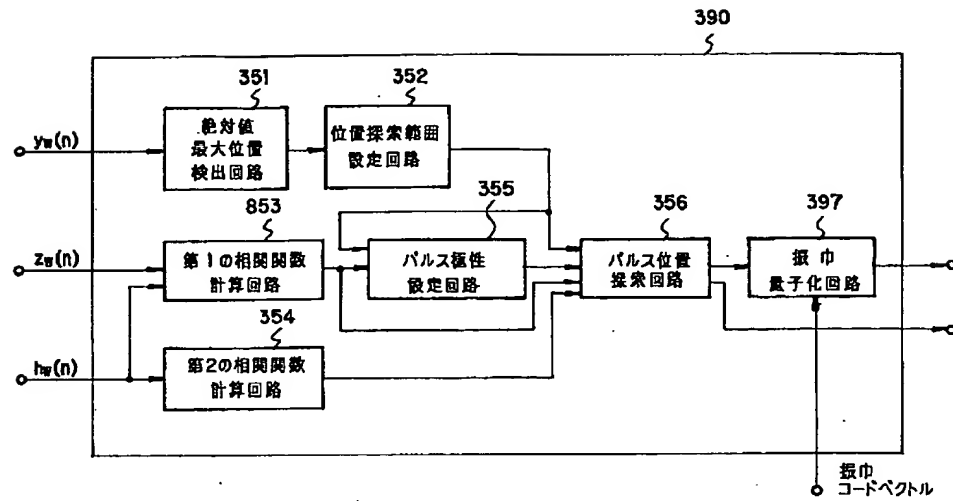 390
351
352
yw(n)
絶対値
最大位置
検出回路
位置探索範囲
設定回路
853
355
356
397
zw(n)
第1の相関関数
計算回路
パルス極性
設定回路
パルス位置
探索回路
振巾
量子化回路
354
hw(n)
第2の相関関数
計算回路
振巾
コードベクトル